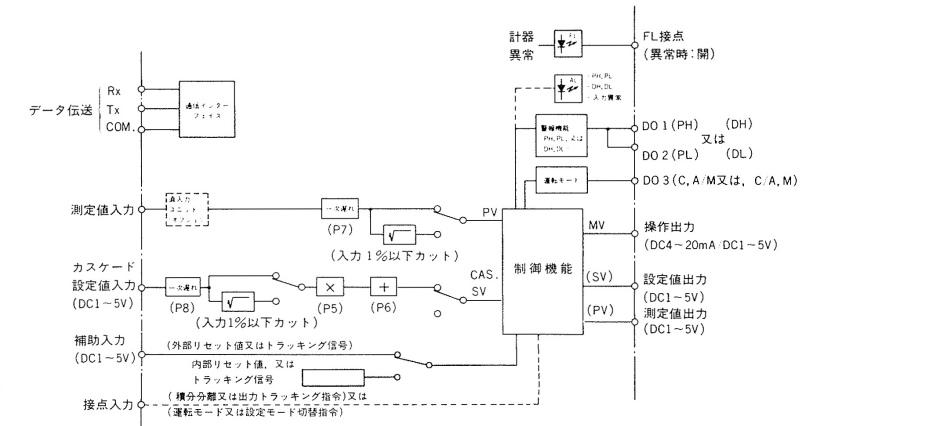 計器
異常
FL
FL接点
(異常時:開)
AL
・PH,PL
・DH,DL
・入力異常
データ伝送
Rx
Tx
COM.
通信インター
フェイス
警報機能
PH,PL,又は
DH,DL
DO 1 (PH) (DH)
又は
DO 2 (PL) (DL)
運転モード
DO 3 (C, A/M又は, C/A, M)
測定値入力
直入力
ユニット
オプション
一次遅れ
(P7)
√
(入力1%以下カット)
PV
制御機能
MV
操作出力
(DC4～20mA/DC1～5V)
カスケード
設定値入力
(DC1～5V)
一次遅れ
(P8)
√
(入力1%以下カット)
×
(P5)
+
(P6)
CAS.
SV
(SV)
設定値出力
(DC1～5V)
(PV)
測定値出力
(DC1～5V)
補助入力
(DC1～5V)
(外部リセット値又はトラッキング信号)
内部リセット値, 又は
トラッキング信号
接点入力
(積分分離又は出力トラッキング指令)又は
(運転モード又は設定モード切替指令)